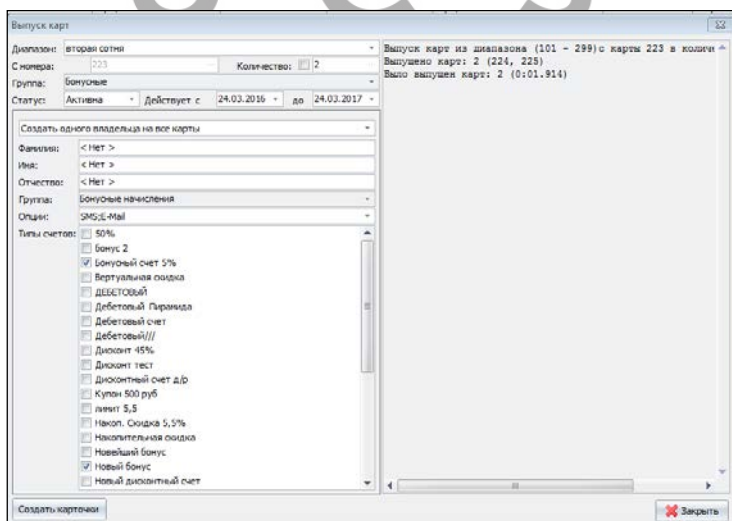 Выпуск карт
Диапазон: вторая сотня
С номера: 223 Количество: 2
Группа: Бонусные
Статус: Активна Действует с 24.03.2016 до 24.03.2017
Создать одного владельца на все карты
Фамилия: < Нет >
Имя: < Нет >
Отчество: < Нет >
Группа: Бонусные начисления
Опции: SMS;E-Mail
Типы счетов: 50%
бонус 2
Бонусный счет 5%
Вертуальная скидка
ДЕБЕТОВЫЙ
Дебетовый Пирамида
Дебетовый счет
Дебетовый///
Дисконт 45%
Дисконт тест
Дисконтный счет д/р
Купон 500 руб
лимит 5,5
Накоп. Скидка 5,5%
Накопительная скидка
Новейший бонус
Новый бонус
Новый дисконтный счет
Создать карточки
Выпуск карт из диапазона (101 - 299)с карты 223 в количе
Выпущено карт: 2 (224, 225)
Было выпущен карт: 2 (0:01.914)
Закрыть